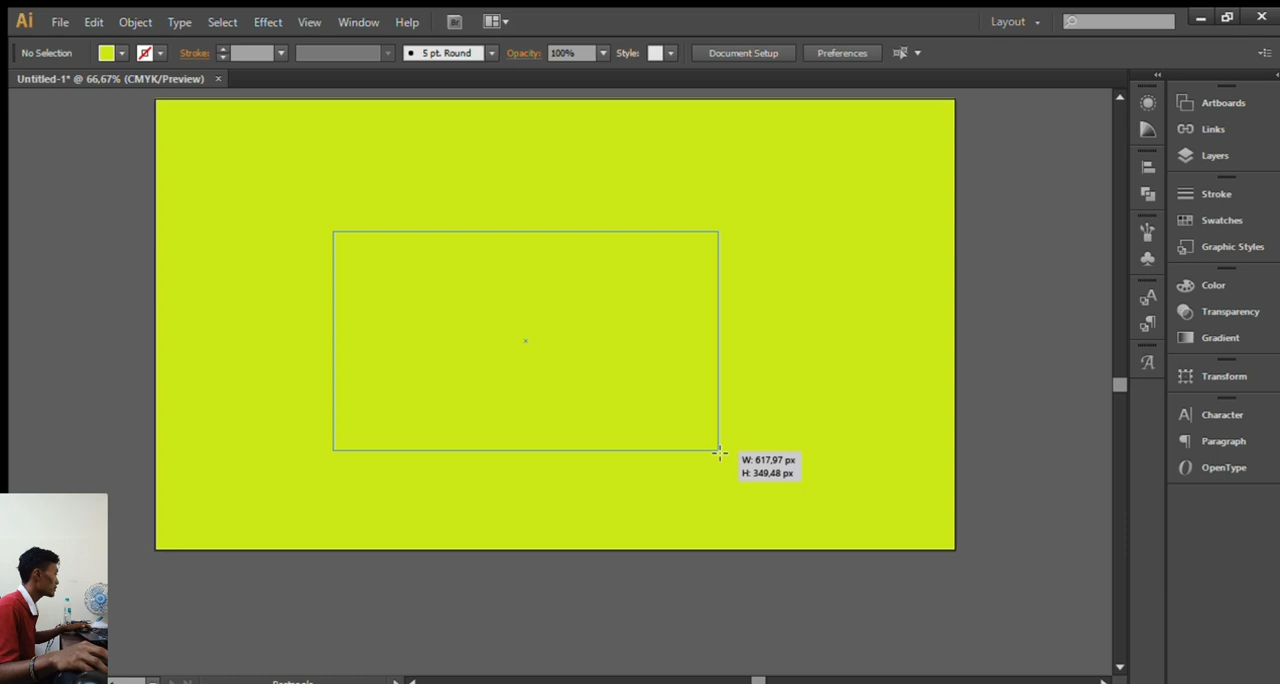 Ai File Edit Object Type Select Effect View Window Help Br Layout
No Selection Stroke: 5 pt. Round Opacity: 100% Style: Document Setup Preferences
Untitled-1* @ 66,67% (CMYK/Preview) ×
Artboards
Links
Layers
Stroke
Swatches
Graphic Styles
Color
Transparency
Gradient
Transform
Character
Paragraph
OpenType
W: 617,97 px
H: 349,48 px
Rectangle